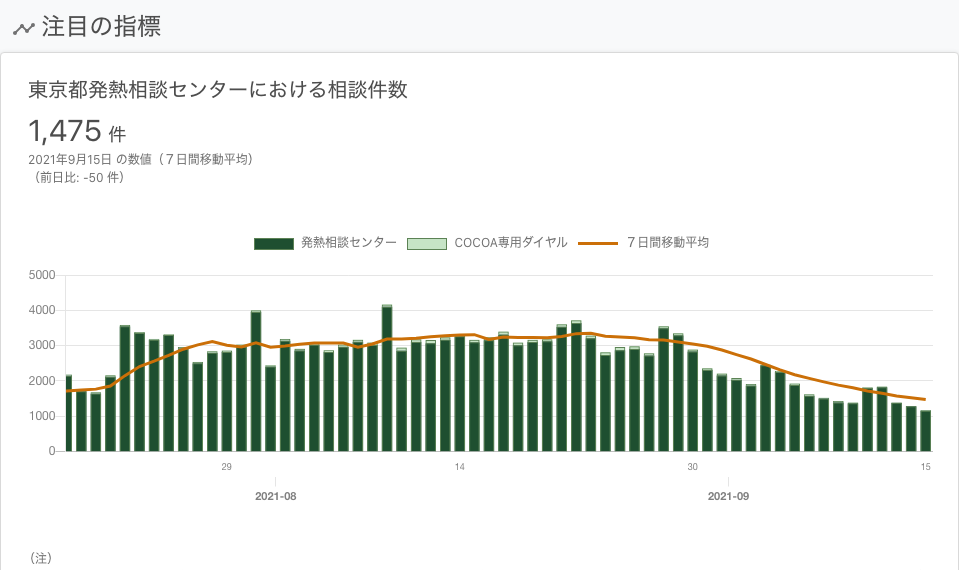 注目の指標
東京都発熱相談センターにおける相談件数
1,475 件
2021年9月15日 の数値（７日間移動平均）
（前日比: -50 件）
発熱相談センター COCOA専用ダイヤル ７日間移動平均
5000
4000
3000
2000
1000
0
29 14 30 15
2021-08 2021-09
（注）